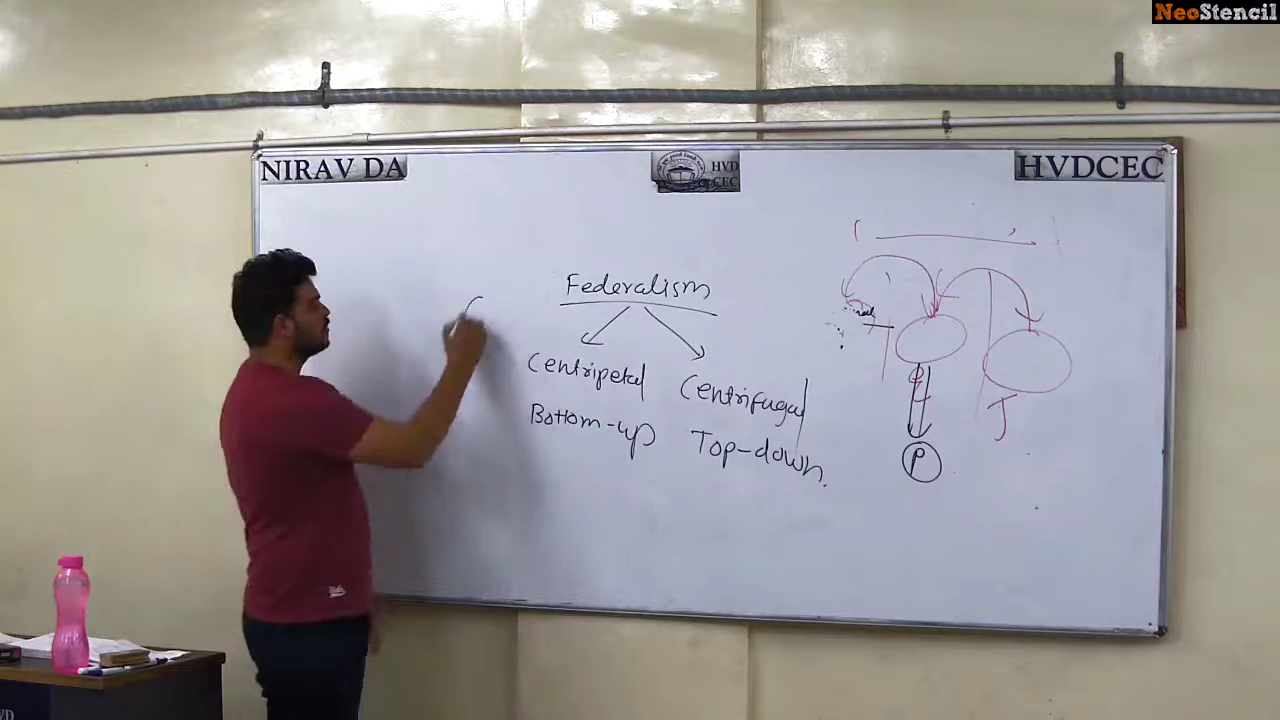 NeoStencil
NIRAV DA
HVD
CEC
HVDCEC
Federalism
Centripetal
Centrifugal
Bottom-up
Top-down.
P
J